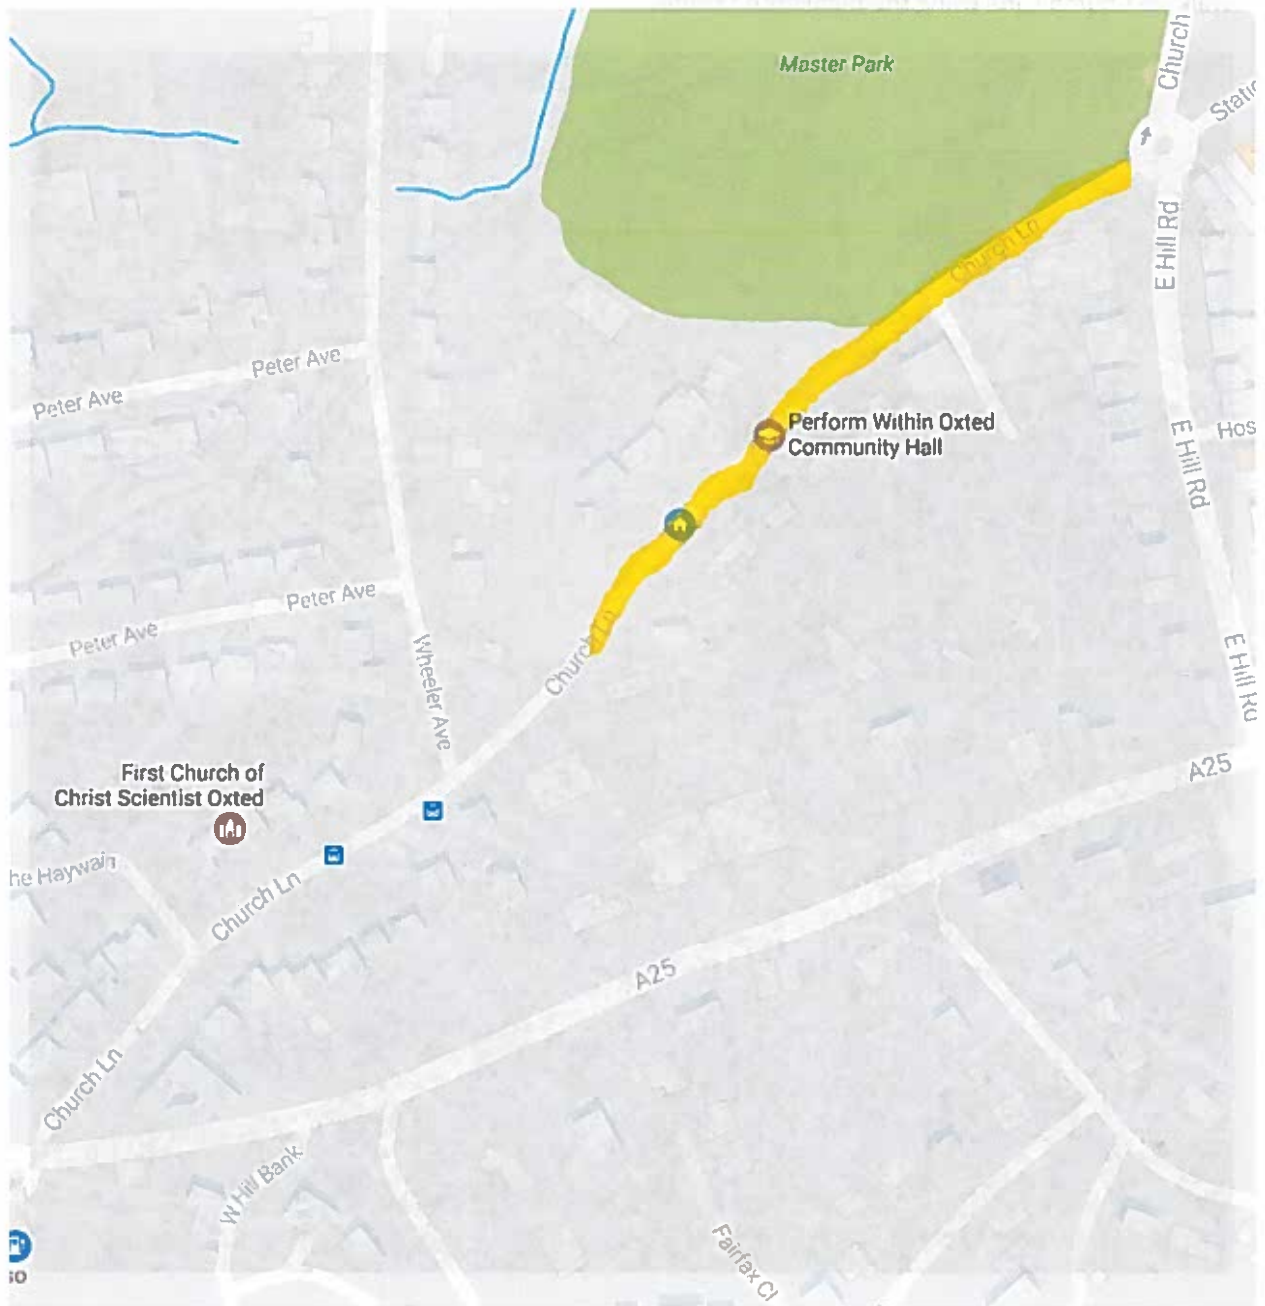 Master Park
Church
Church Ln
E Hill Rd
Peter Ave
Peter Ave
Perform Within Oxted
Community Hall
E Hill Rd
Hos
Peter Ave
Peter Ave
Wheeler Ave
Church Ln
E Hill Rd
First Church of
Christ Scientist Oxted
A25
he Haywain
Church Ln
A25
Church Ln
W Hill Bank
Fairfax Cl